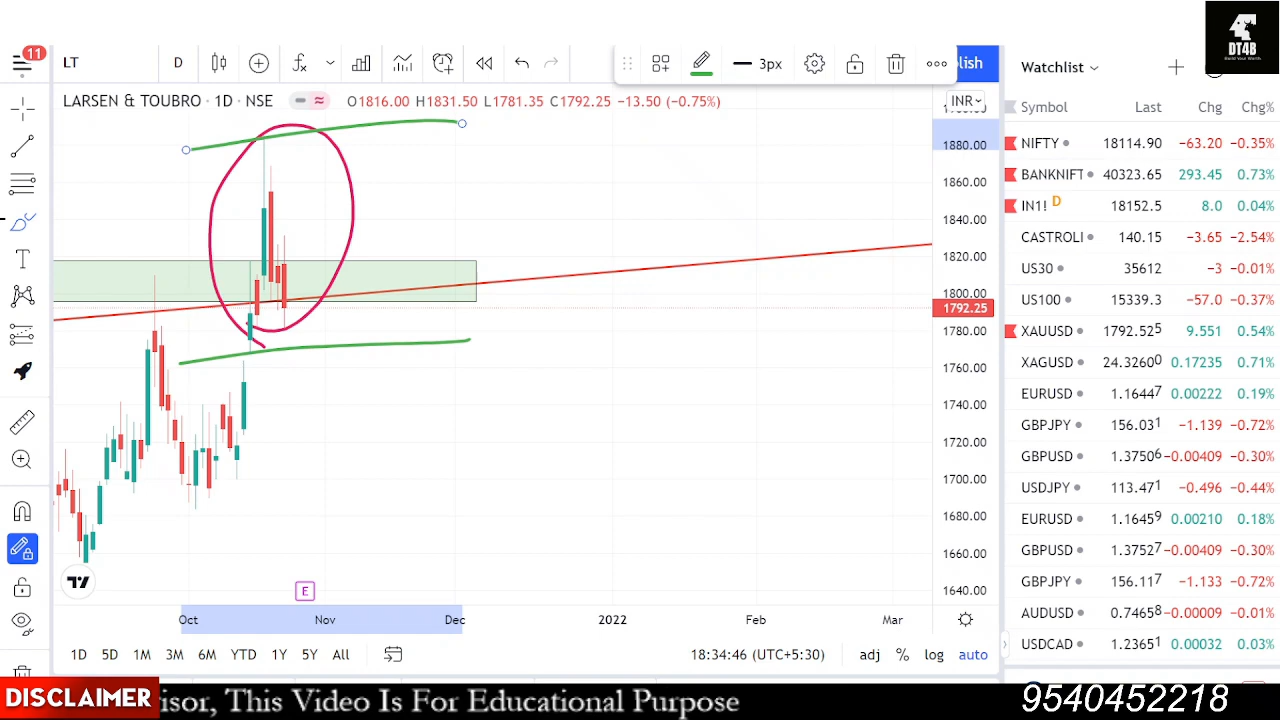 11
LT
D
3px
lish
DT4B
Build Your Worth.
LARSEN & TOUBRO · 1D · NSE
O1816.00 H1831.50 L1781.35 C1792.25 −13.50 (−0.75%)
INR
1880.00
1860.00
1840.00
1820.00
1800.00
1792.25
1780.00
1760.00
1740.00
1720.00
1700.00
1680.00
1660.00
1640.00
E
Oct Nov Dec 2022 Feb Mar
1D 5D 1M 3M 6M YTD 1Y 5Y All
18:34:46 (UTC+5:30) adj % log auto
Watchlist
Symbol Last Chg Chg%
NIFTY 18114.90 −63.20 −0.35%
BANKNIFT 40323.65 293.45 0.73%
IN1! D 18152.5 8.0 0.04%
CASTROLI 140.15 −3.65 −2.54%
US30 35612 −3 −0.01%
US100 15339.3 −57.0 −0.37%
XAUUSD 1792.525 9.551 0.54%
XAGUSD 24.32600 0.17235 0.71%
EURUSD 1.16447 0.00222 0.19%
GBPJPY 156.031 −1.139 −0.72%
GBPUSD 1.37506 −0.00409 −0.30%
USDJPY 113.471 −0.496 −0.44%
EURUSD 1.16459 0.00210 0.18%
GBPUSD 1.37527 −0.00409 −0.30%
GBPJPY 156.117 −1.133 −0.72%
AUDUSD 0.74658 −0.00009 −0.01%
USDCAD 1.23651 0.00032 0.03%
DISCLAIMER
isor, This Video Is For Educational Purpose
9540452218